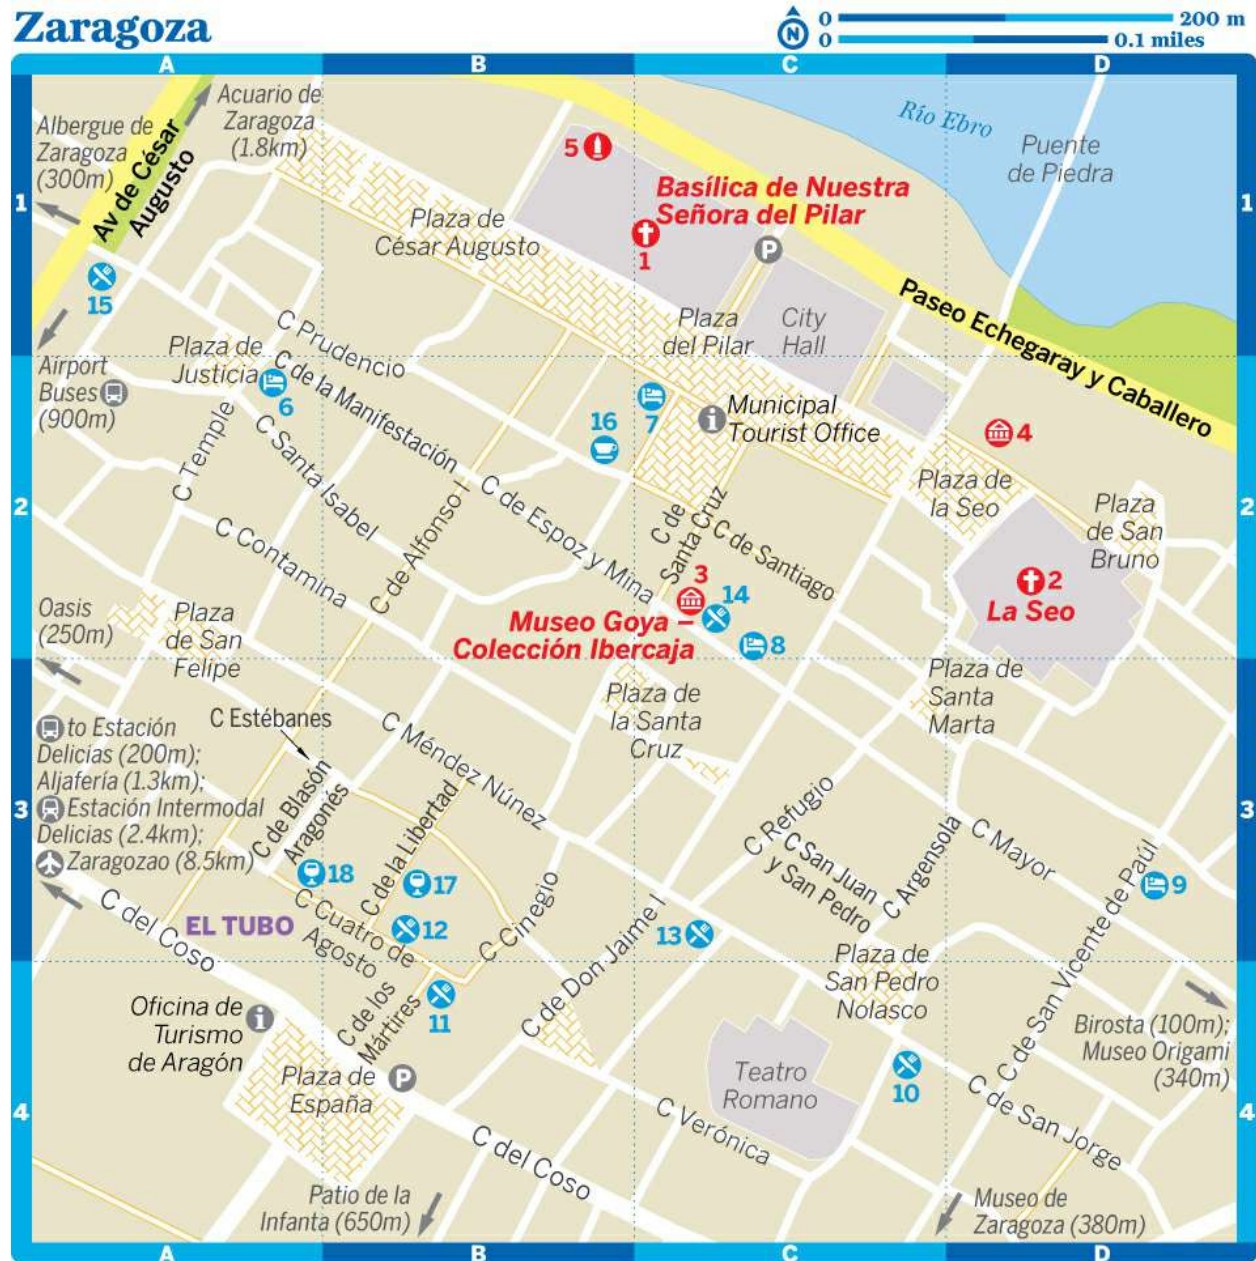 Zaragoza
0 200 m
0 0.1 miles
A B C D
1
Albergue de
Zaragoza
(300m)
Av de César
Augusto
Acuario de
Zaragoza
(1.8km)
Plaza de
César Augusto
5
Basílica de Nuestra
Señora del Pilar
1
P
Río Ebro
Puente
de Piedra
1
15
C Prudencio
Plaza
del Pilar
City
Hall
Paseo Echegaray y Caballero
Airport
Buses
(900m)
Plaza de
Justicia
6
C de la Manifestación
16
7
Municipal
Tourist Office
4
2
C Temple
C Santa Isabel
C Contamina
C de Alfonso I
C de Espoz y Mina
C de
Santa Cruz
C de Santiago
Plaza de
la Seo
Plaza
de San
Bruno
2
Oasis
(250m)
Plaza
de San
Felipe
3
14
Museo Goya –
Colección Ibercaja
8
2
La Seo
to Estación
Delicias (200m);
Aljafería (1.3km);
Estación Intermodal
Delicias (2.4km);
Zaragozao (8.5km)
3
C Estébanes
C Méndez Núnez
Plaza de
la Santa
Cruz
Plaza de
Santa
Marta
C de Blasón
Aragonés
C de la Libertad
C Refugio
C San Juan
y San Pedro
C Argensola
C Mayor
3
18
17
9
C del Coso
EL TUBO
C Cuatro de
Agosto
12
C Cinegio
C de Don Jaime I
13
Plaza de
San Pedro
Nolasco
C de San Vicente de Paúl
Oficina de
Turismo
de Aragón
C de los
Mártires
11
Birosta (100m);
Museo Origami
(340m)
4
Plaza de
España
P
Teatro
Romano
10
C Verónica
C de San Jorge
4
C del Coso
Patio de la
Infanta (650m)
Museo de
Zaragoza (380m)
A B C D